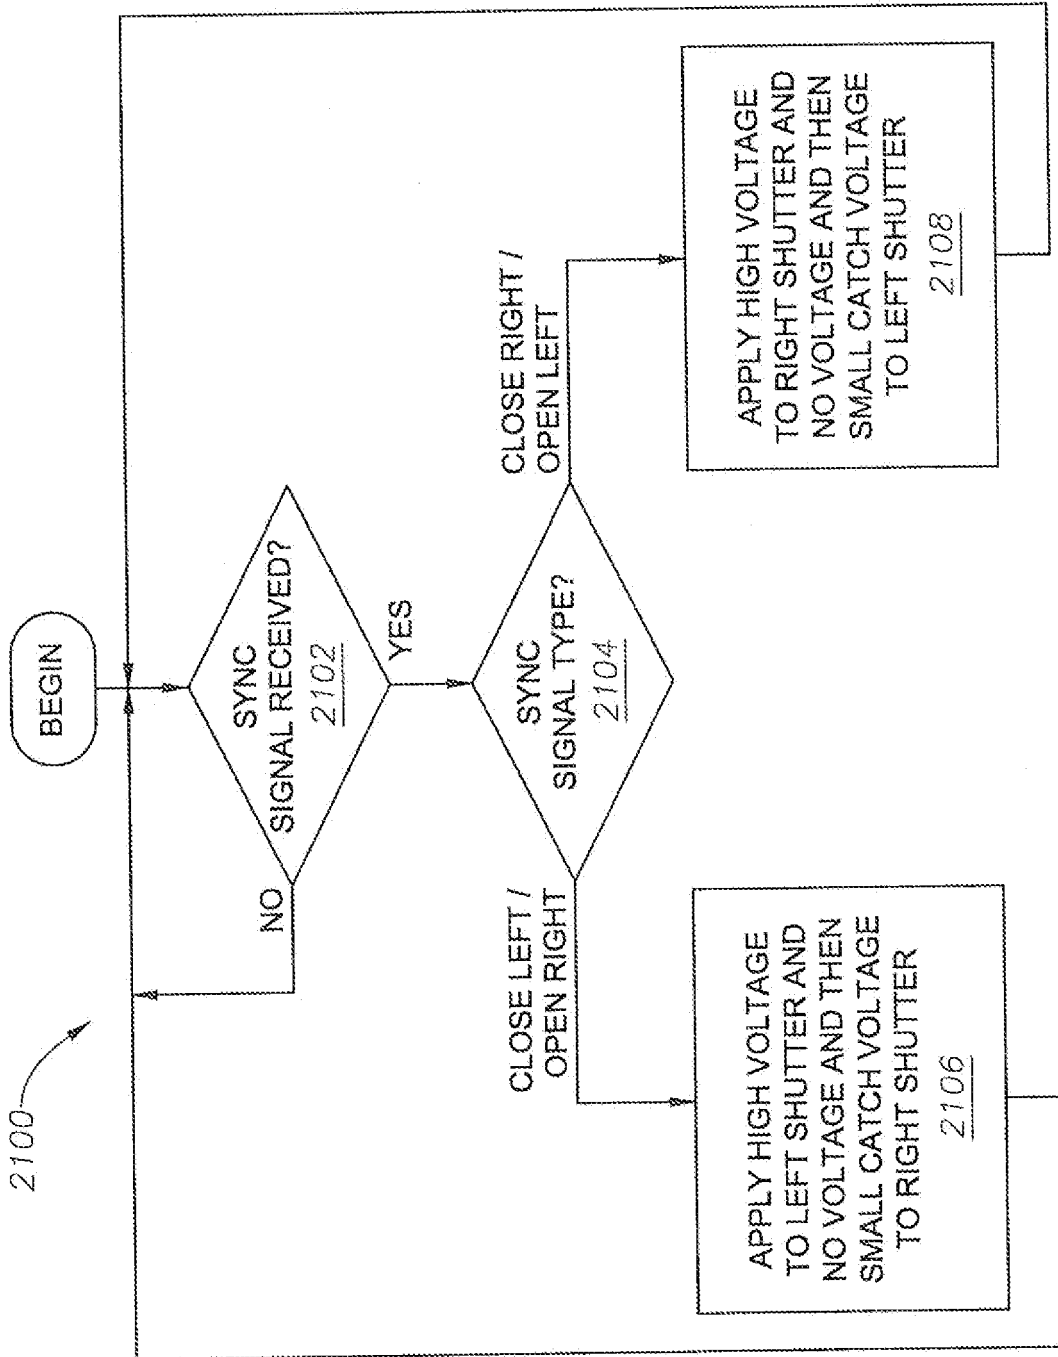 2100
BEGIN
SYNC
SIGNAL RECEIVED?
2102
NO
YES
SYNC
SIGNAL TYPE?
2104
CLOSE LEFT /
OPEN RIGHT
CLOSE RIGHT /
OPEN LEFT
APPLY HIGH VOLTAGE
TO LEFT SHUTTER AND
NO VOLTAGE AND THEN
SMALL CATCH VOLTAGE
TO RIGHT SHUTTER
2106
APPLY HIGH VOLTAGE
TO RIGHT SHUTTER AND
NO VOLTAGE AND THEN
SMALL CATCH VOLTAGE
TO LEFT SHUTTER
2108